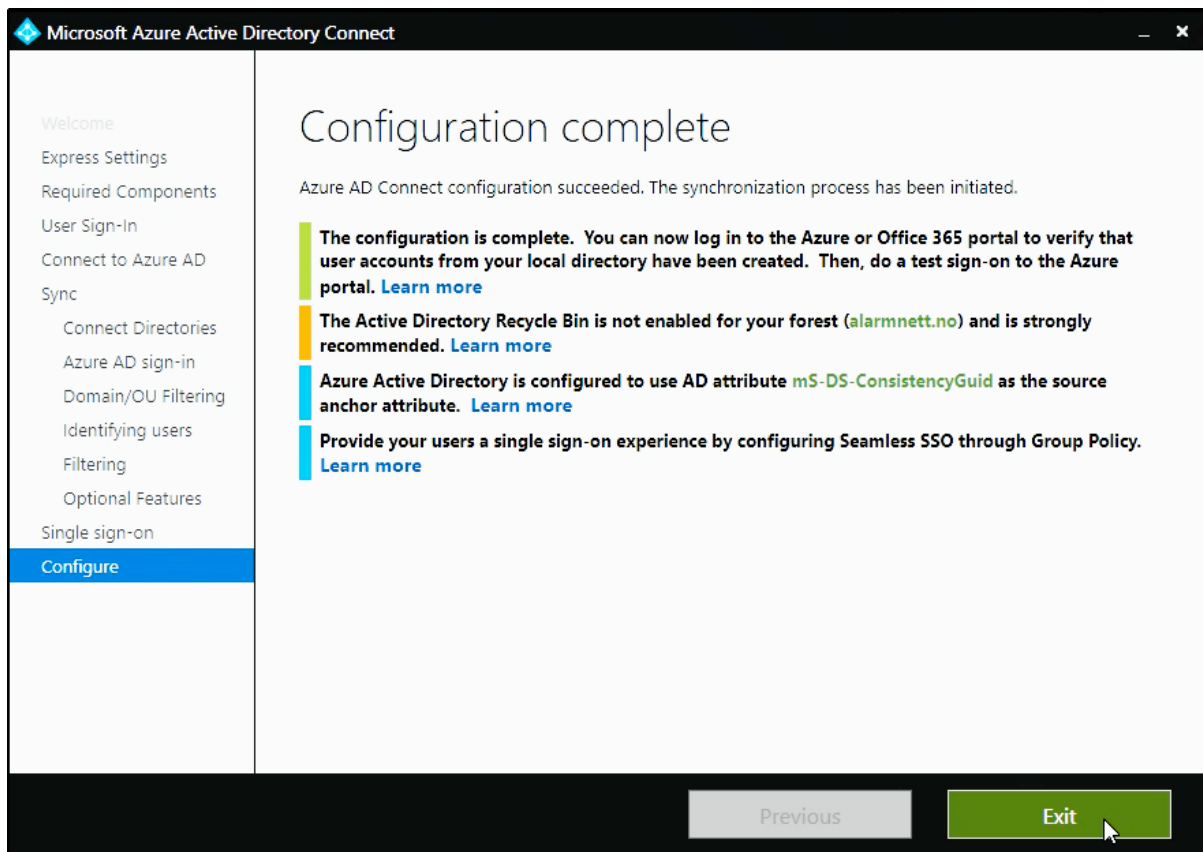 Microsoft Azure Active Directory Connect
Welcome
Express Settings
Required Components
User Sign-In
Connect to Azure AD
Sync
Connect Directories
Azure AD sign-in
Domain/OU Filtering
Identifying users
Filtering
Optional Features
Single sign-on
Configure
Configuration complete
Azure AD Connect configuration succeeded. The synchronization process has been initiated.
The configuration is complete. You can now log in to the Azure or Office 365 portal to verify that
user accounts from your local directory have been created. Then, do a test sign-on to the Azure
portal. Learn more
The Active Directory Recycle Bin is not enabled for your forest (alarmnett.no) and is strongly
recommended. Learn more
Azure Active Directory is configured to use AD attribute mS-DS-ConsistencyGuid as the source
anchor attribute. Learn more
Provide your users a single sign-on experience by configuring Seamless SSO through Group Policy.
Learn more
Previous
Exit